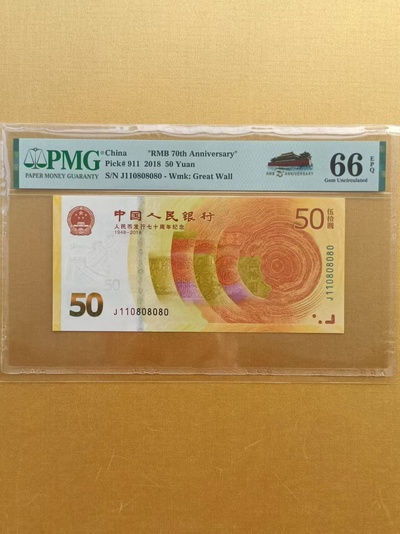 PMG
PAPER MONEY GUARANTY
China "RMB 70th Anniversary"
Pick# 911 2018 50 Yuan
S/N J110808080 - Wmk: Great Wall
66 EPQ
Gem Uncirculated
中国人民银行
人民币发行七十周年纪念
1948-2018
50 伍拾圆
50
J110808080